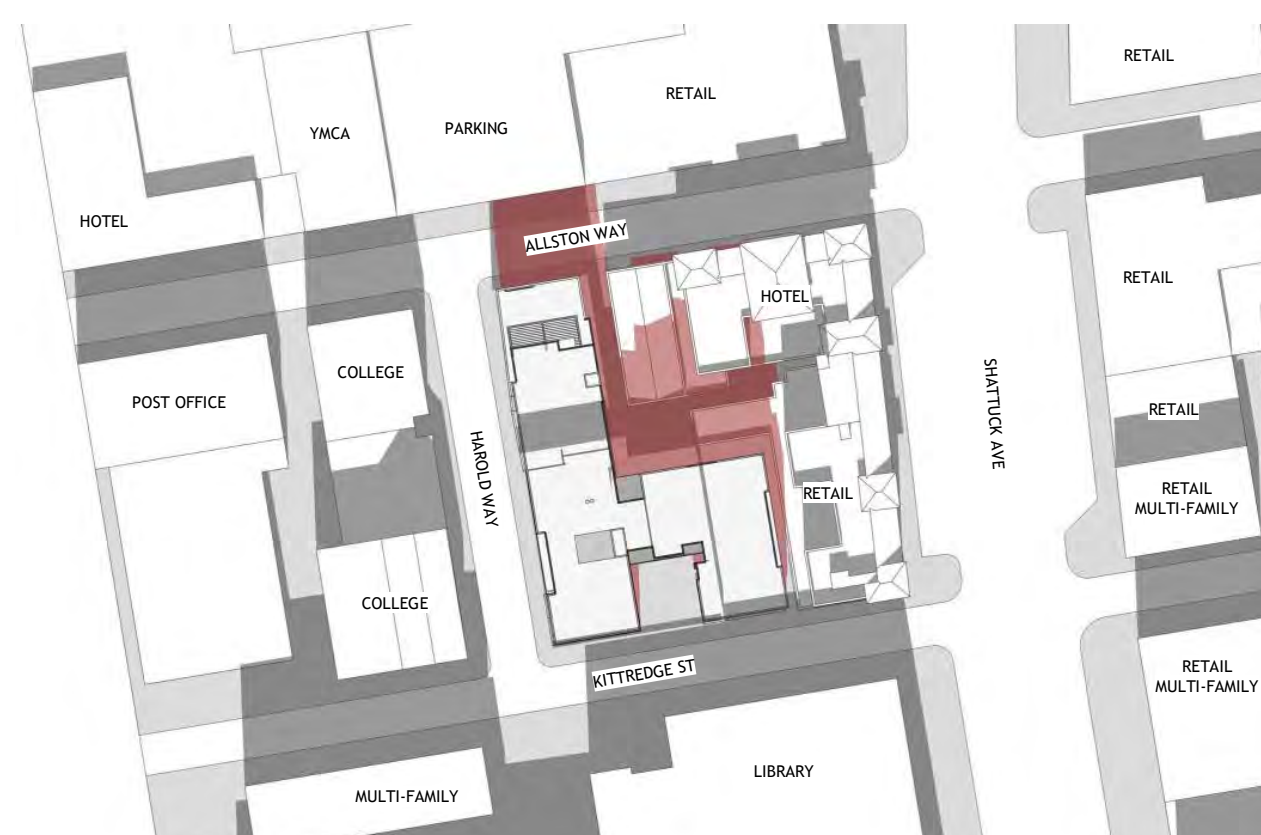 RETAIL
RETAIL
YMCA
PARKING
HOTEL
ALLSTON WAY
RETAIL
HOTEL
COLLEGE
POST OFFICE
SHATTUCK AVE
RETAIL
HAROLD WAY
RETAIL
RETAIL
MULTI-FAMILY
COLLEGE
KITTREDGE ST
RETAIL
MULTI-FAMILY
LIBRARY
MULTI-FAMILY